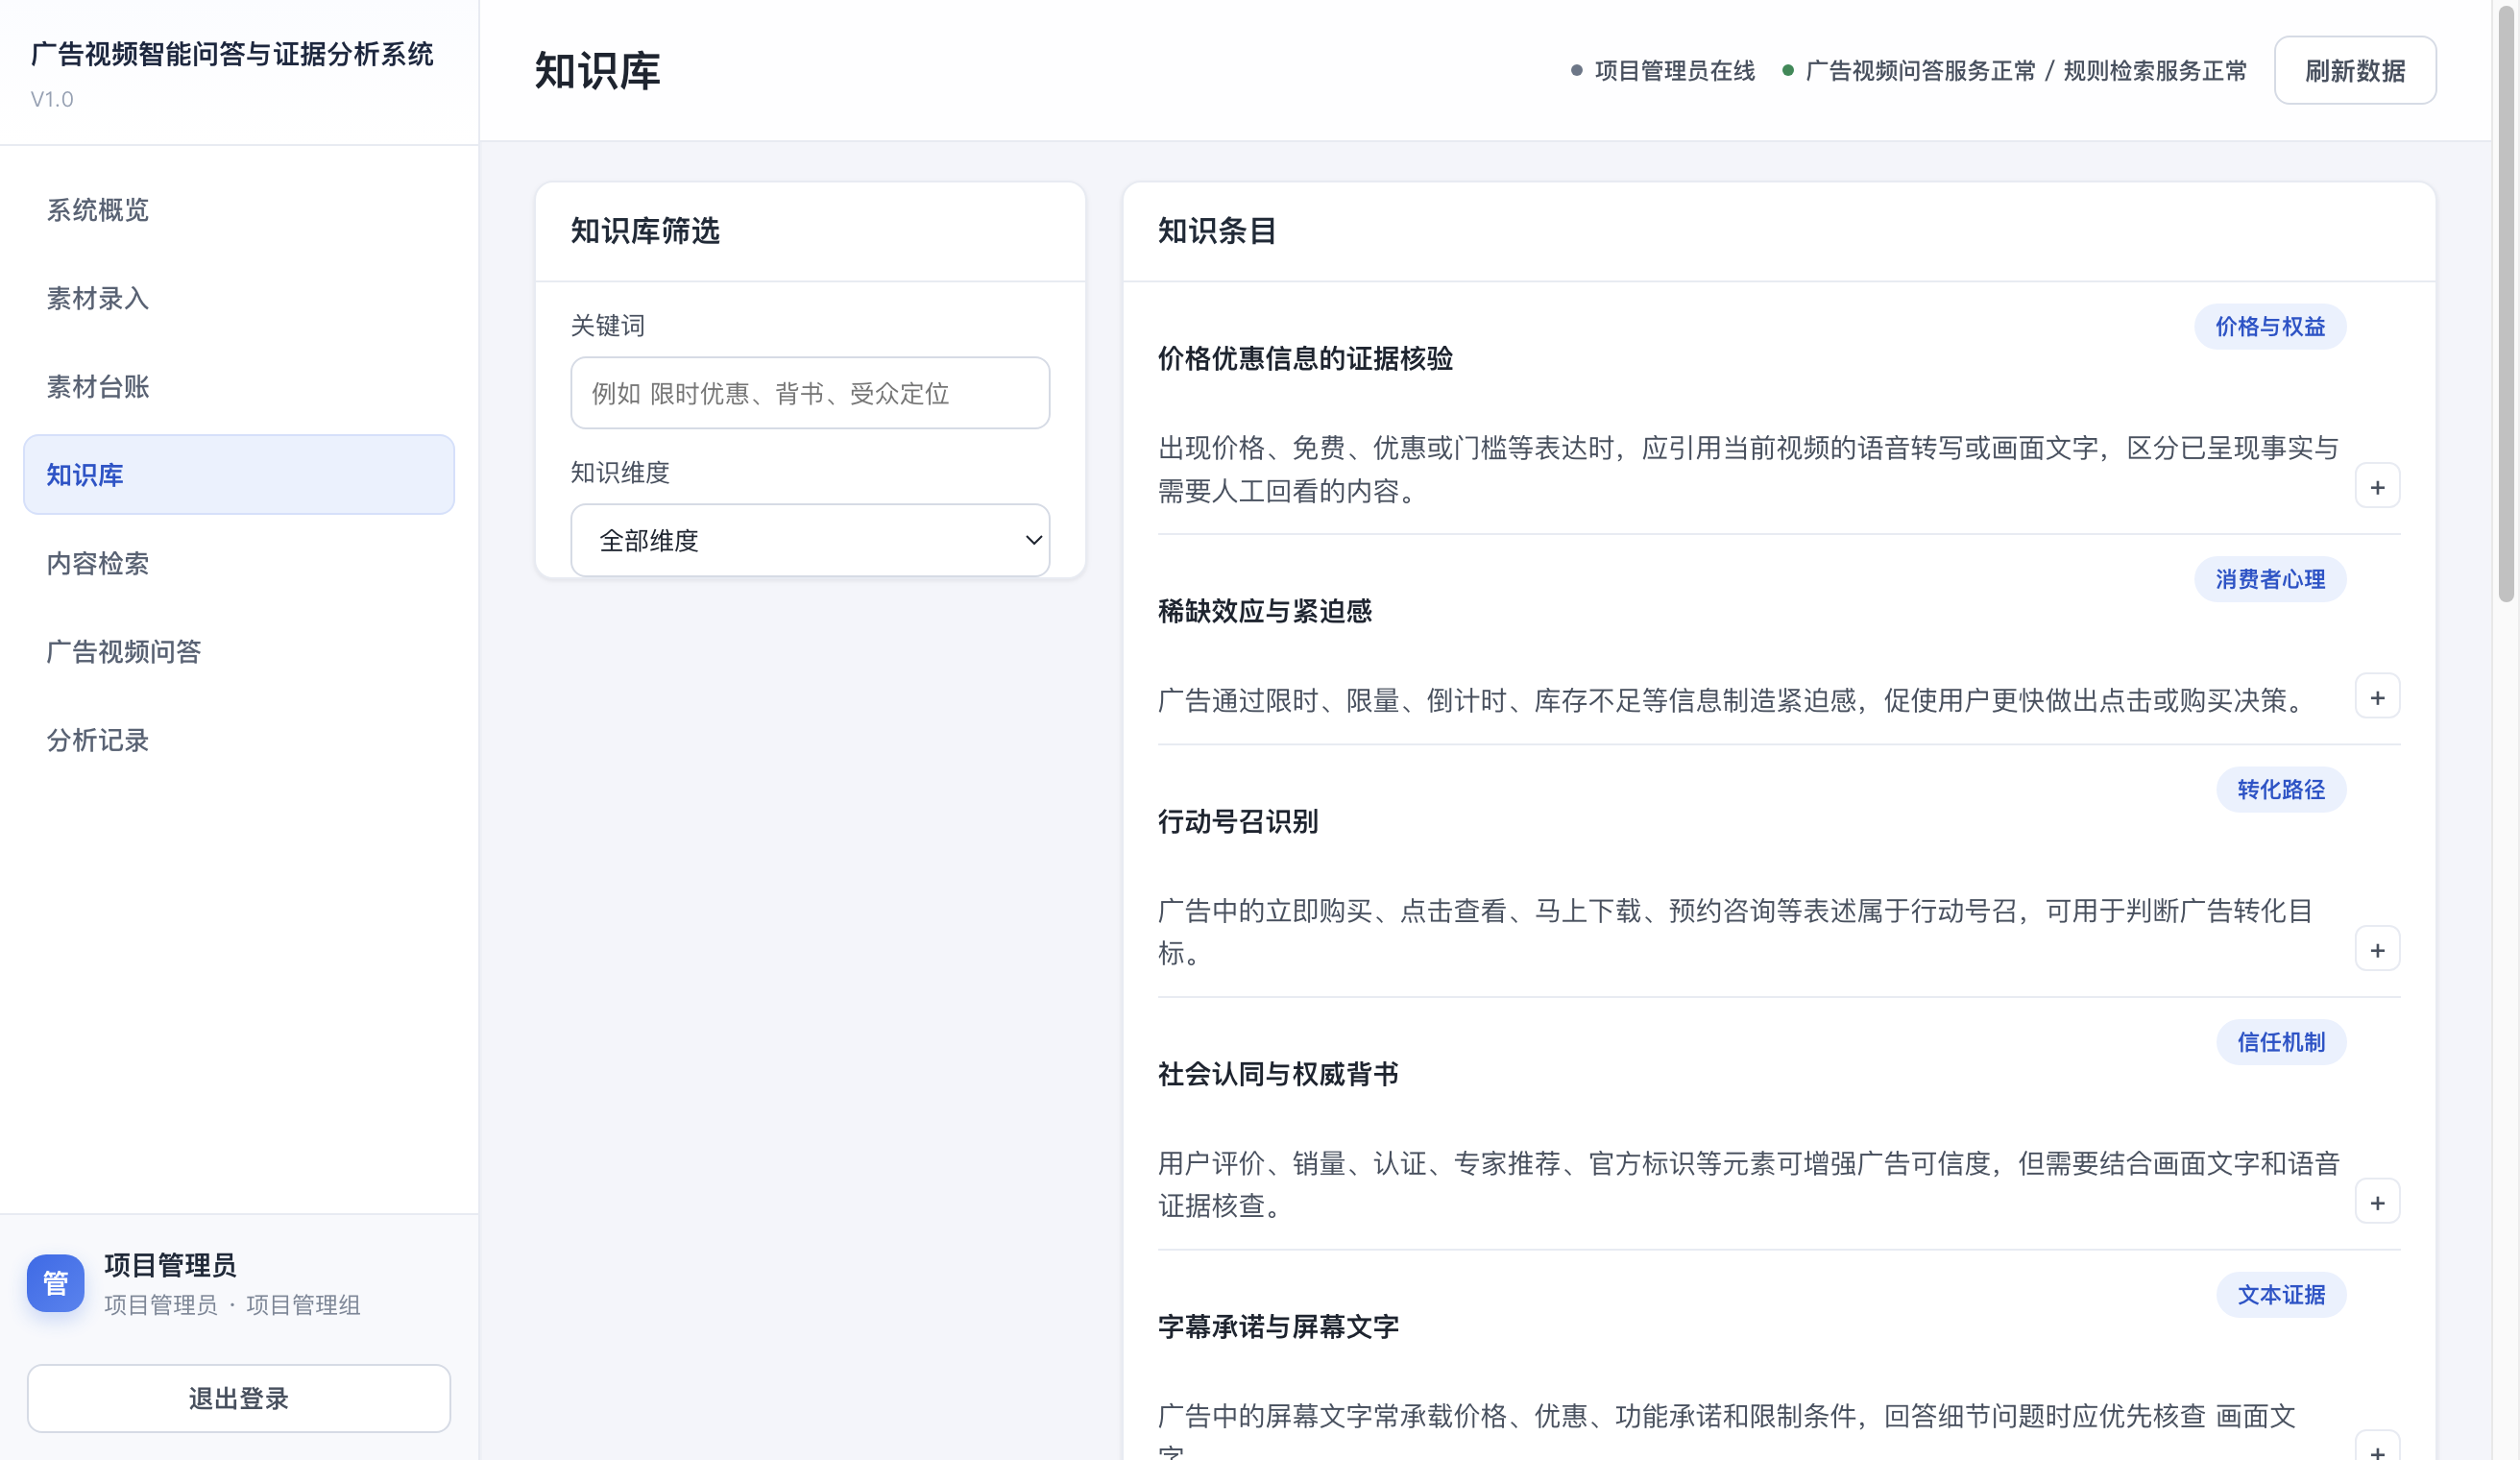 广告视频智能问答与证据分析系统
V1.0
系统概览
素材录入
素材台账
知识库
内容检索
广告视频问答
分析记录
管
项目管理员
项目管理员 · 项目管理组
退出登录
知识库
项目管理员在线
广告视频问答服务正常 / 规则检索服务正常
刷新数据
知识库筛选
关键词
例如 限时优惠、背书、受众定位
知识维度
全部维度
知识条目
价格与权益
价格优惠信息的证据核验
出现价格、免费、优惠或门槛等表达时，应引用当前视频的语音转写或画面文字，区分已呈现事实与
需要人工回看的内容。
+
消费者心理
稀缺效应与紧迫感
广告通过限时、限量、倒计时、库存不足等信息制造紧迫感，促使用户更快做出点击或购买决策。
+
转化路径
行动号召识别
广告中的立即购买、点击查看、马上下载、预约咨询等表述属于行动号召，可用于判断广告转化目
标。
+
信任机制
社会认同与权威背书
用户评价、销量、认证、专家推荐、官方标识等元素可增强广告可信度，但需要结合画面文字和语音
证据核查。
+
文本证据
字幕承诺与屏幕文字
广告中的屏幕文字常承载价格、优惠、功能承诺和限制条件，回答细节问题时应优先核查 画面文
字
+